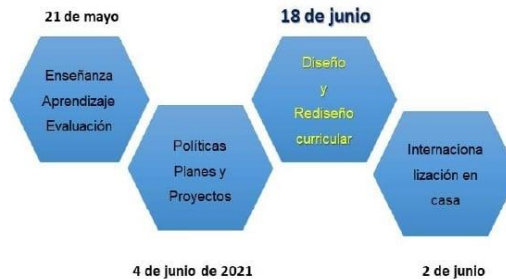 21 de mayo
18 de junio
Enseñanza
Aprendizaje
Evaluación
Políticas
Planes y
Proyectos
Diseño
y
Rediseño
curricular
Internaciona
lización en
casa
4 de junio de 2021
2 de junio